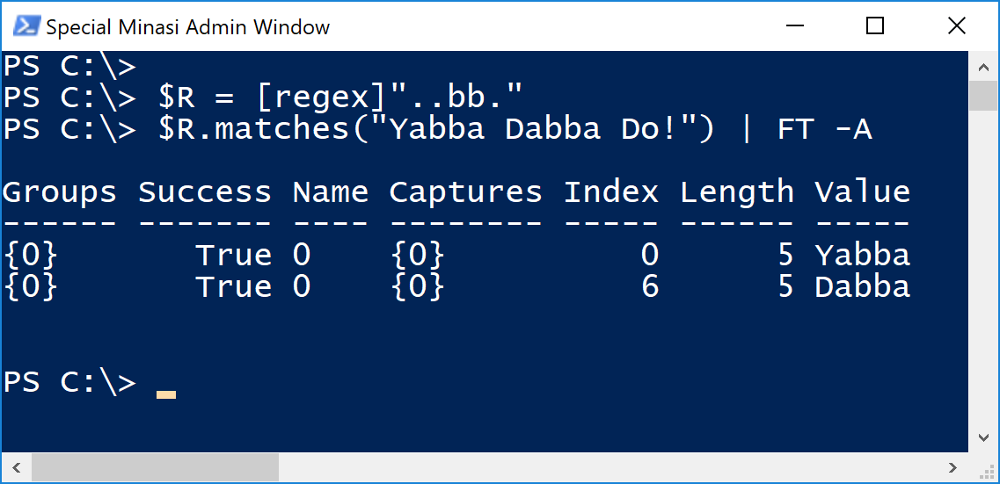 Special Minasi Admin Window
PS C:\>
PS C:\> $R = [regex]"..bb."
PS C:\> $R.matches("Yabba Dabba Do!") | FT -A
Groups Success Name Captures Index Length Value
------ ------- ---- -------- ----- ------ -----
{0} True 0 {0} 0 5 Yabba
{0} True 0 {0} 6 5 Dabba
PS C:\>